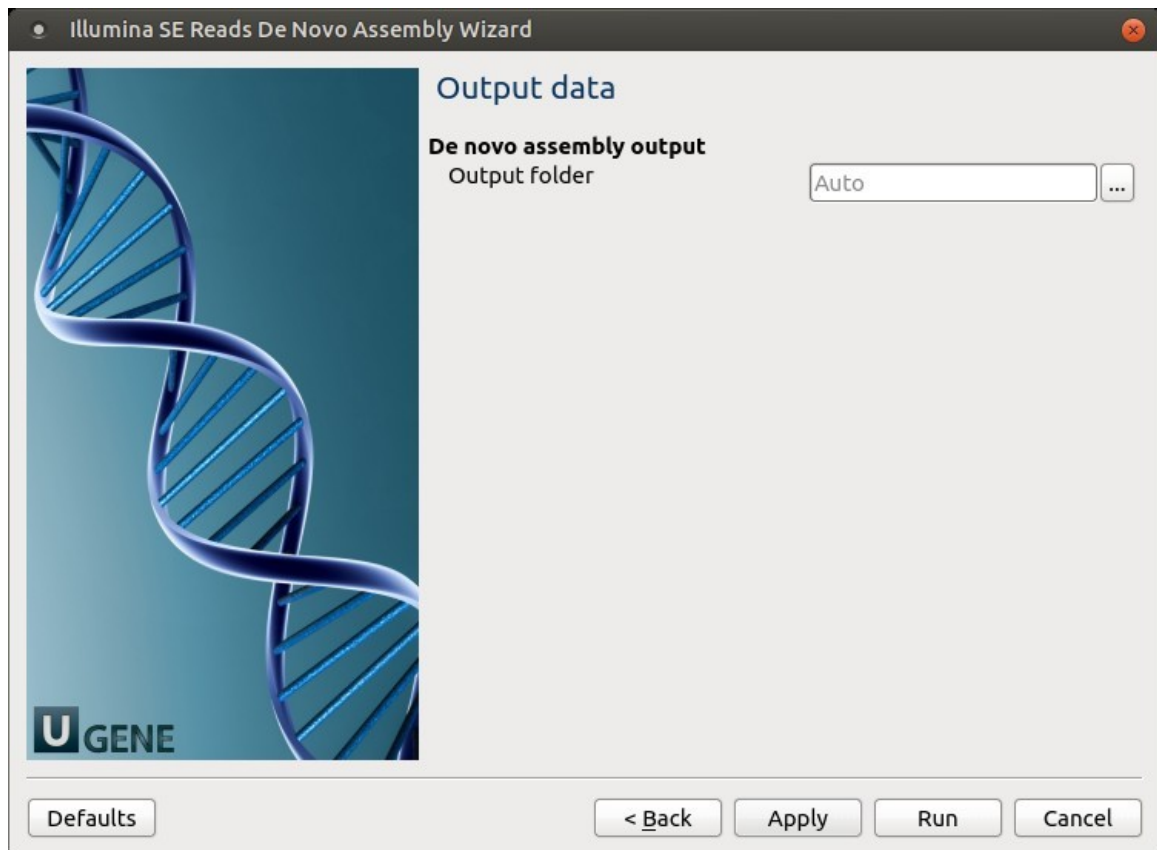 Illumina SE Reads De Novo Assembly Wizard
Output data
De novo assembly output
Output folder
Auto
...
U GENE
Defaults
< Back
Apply
Run
Cancel